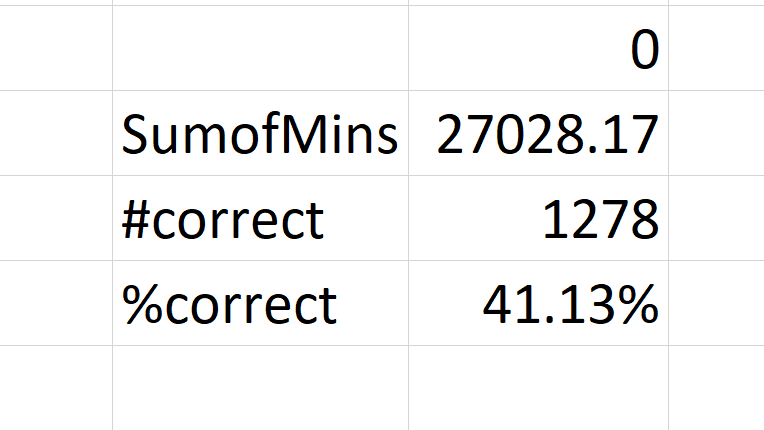 0
SumofMins 27028.17
#correct 1278
%correct 41.13%